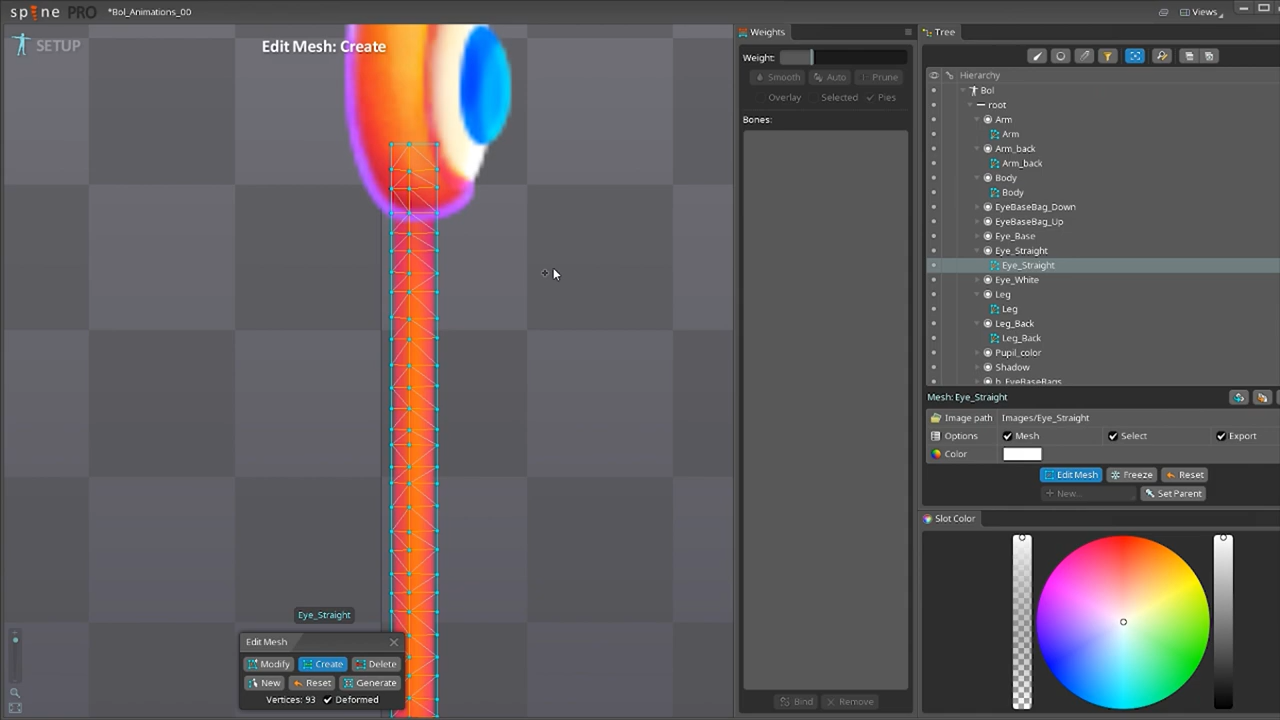 spine PRO *Bol_Animations_00 Views
SETUP
Edit Mesh: Create
Weights
Weight:
Smooth Auto Prune
Overlay Selected Pies
Bones:
Bind Remove
Tree
Hierarchy
Bol
root
Arm
Arm
Arm_back
Arm_back
Body
Body
EyeBaseBag_Down
EyeBaseBag_Up
Eye_Base
Eye_Straight
Eye_Straight
Eye_White
Leg
Leg
Leg_Back
Leg_Back
Pupil_color
Shadow
b_EyeBaseBags
Mesh: Eye_Straight
Image path Images/Eye_Straight
Options Mesh Select Export
Color
Edit Mesh Freeze Reset
New... Set Parent
Slot Color
Eye_Straight
Edit Mesh
Modify Create Delete
New Reset Generate
Vertices: 93 Deformed